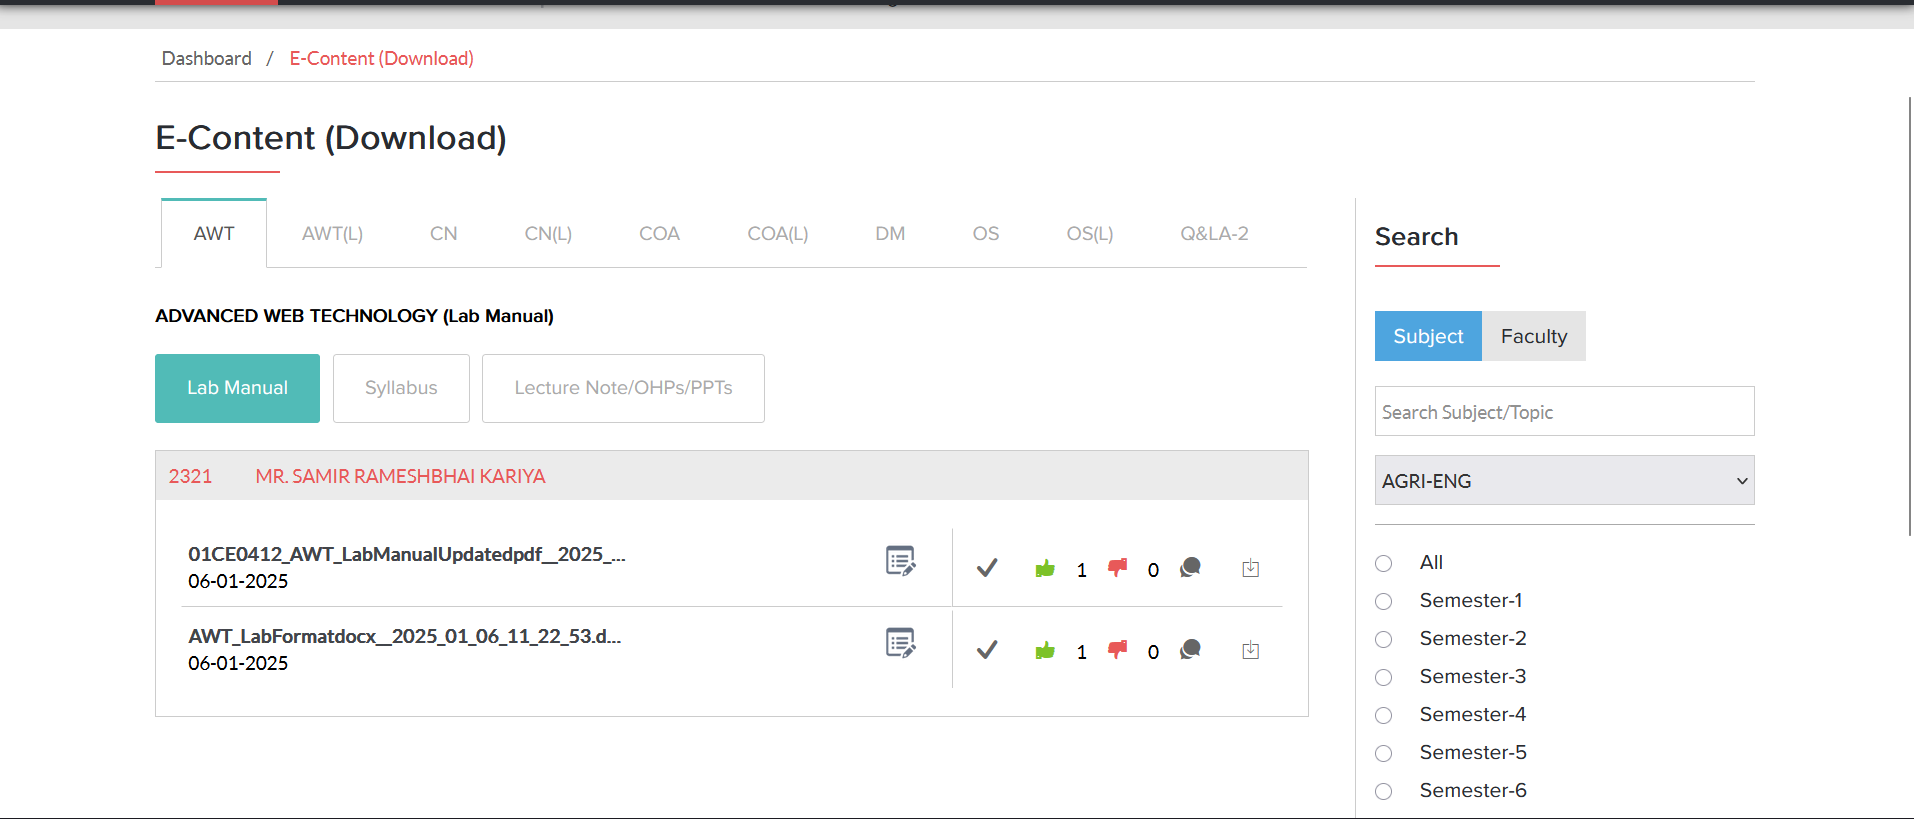 Dashboard / E-Content (Download)
E-Content (Download)
AWT AWT(L) CN CN(L) COA COA(L) DM OS OS(L) Q&LA-2
ADVANCED WEB TECHNOLOGY (Lab Manual)
Lab Manual Syllabus Lecture Note/OHPs/PPTs
2321 MR. SAMIR RAMESHBHAI KARIYA
01CE0412_AWT_LabManualUpdatedpdf__2025_...
06-01-2025
1 0
AWT_LabFormatdocx__2025_01_06_11_22_53.d...
06-01-2025
1 0
Search
Subject Faculty
Search Subject/Topic
AGRI-ENG
All
Semester-1
Semester-2
Semester-3
Semester-4
Semester-5
Semester-6